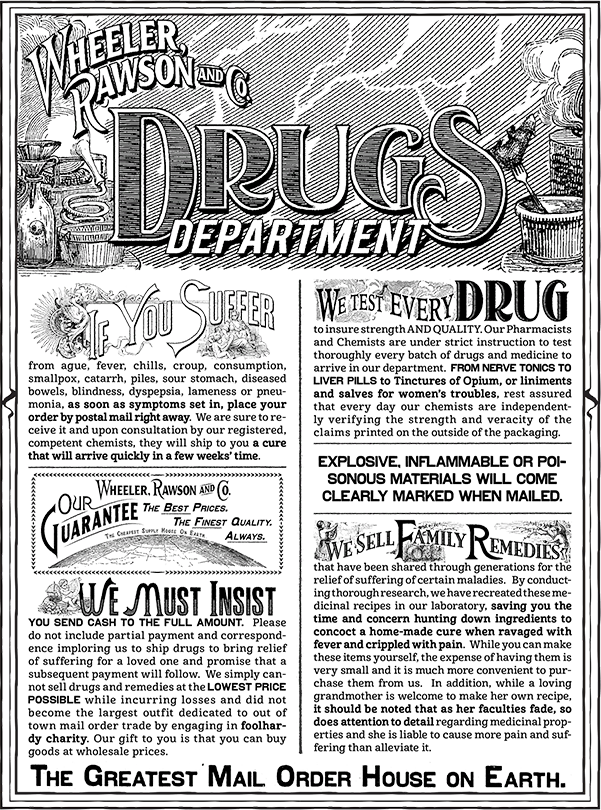 WHEELER,
RAWSON AND CO.
DRUGS
DEPARTMENT
IF YOU SUFFER
from ague, fever, chills, croup, consumption,
smallpox, catarrh, piles, sour stomach, diseased
bowels, blindness, dyspepsia, lameness or pneu-
monia, as soon as symptoms set in, place your
order by postal mail right away. We are sure to re-
ceive it and upon consultation by our registered,
competent chemists, they will ship to you a cure
that will arrive quickly in a few weeks' time.
WHEELER, RAWSON AND CO.
OUR
GUARANTEE
THE BEST PRICES.
THE FINEST QUALITY.
ALWAYS.
THE GREATEST SUPPLY HOUSE ON EARTH
WE MUST INSIST
YOU SEND CASH TO THE FULL AMOUNT. Please
do not include partial payment and correspond-
ence imploring us to ship drugs to bring relief
of suffering for a loved one and promise that a
subsequent payment will follow. We simply can-
not sell drugs and remedies at the LOWEST PRICE
POSSIBLE while incurring losses and did not
become the largest outfit dedicated to out of
town mail order trade by engaging in foolhar-
dy charity. Our gift to you is that you can buy
goods at wholesale prices.
WE TEST EVERY DRUG
to insure strength AND QUALITY. Our Pharmacists
and Chemists are under strict instruction to test
thoroughly every batch of drugs and medicine to
arrive in our department. FROM NERVE TONICS TO
LIVER PILLS to Tinctures of Opium, or liniments
and salves for women's troubles, rest assured
that every day our chemists are independent-
ly verifying the strength and veracity of the
claims printed on the outside of the packaging.
EXPLOSIVE, INFLAMMABLE OR POI-
SONOUS MATERIALS WILL COME
CLEARLY MARKED WHEN MAILED.
WE SELL FAMILY REMEDIES
that have been shared through generations for the
relief of suffering of certain maladies. By conduct-
ing thorough research, we have recreated these me-
dicinal recipes in our laboratory, saving you the
time and concern hunting down ingredients to
concoct a home-made cure when ravaged with
fever and crippled with pain. While you can make
these items yourself, the expense of having them is
very small and it is much more convenient to pur-
chase them from us. In addition, while a loving
grandmother is welcome to make her own recipe,
it should be noted that as her faculties fade, so
does attention to detail regarding medicinal prop-
erties and she is liable to cause more pain and suf-
fering than alleviate it.
THE GREATEST MAIL ORDER HOUSE ON EARTH.